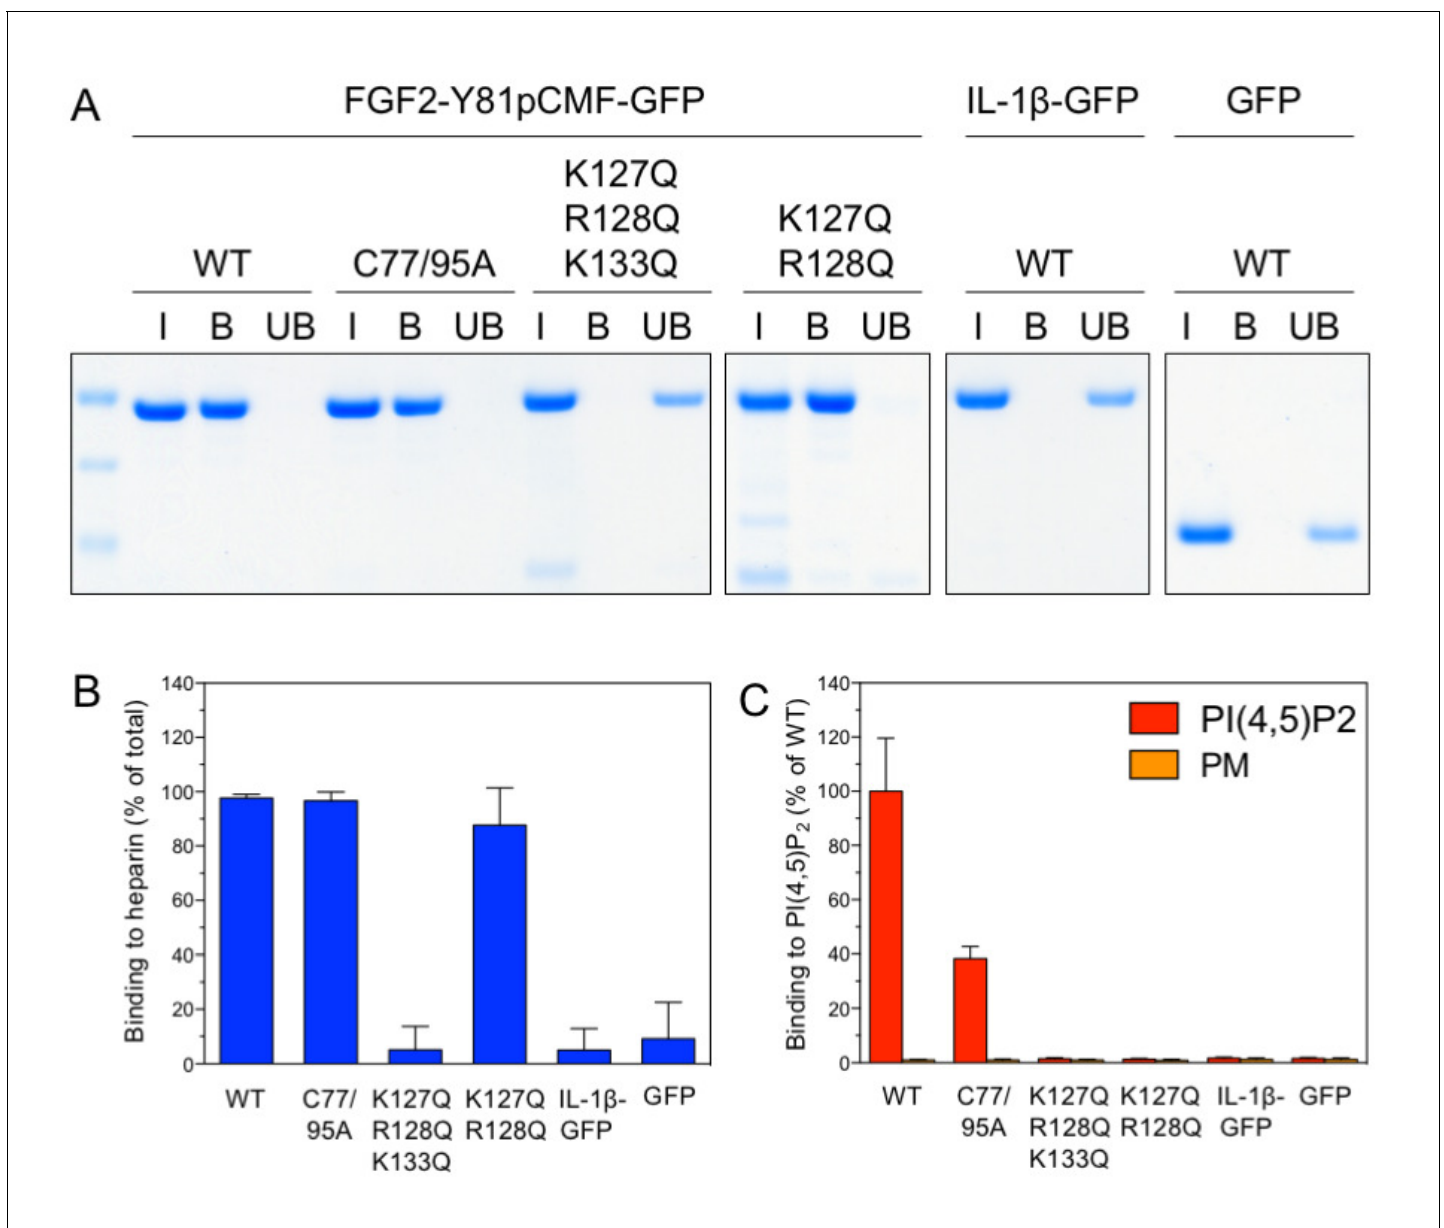 A
FGF2-Y81pCMF-GFP
IL-1β-GFP
GFP
WT
C77/95A
K127Q
R128Q
K133Q
K127Q
R128Q
WT
WT
I B UB I B UB I B UB I B UB I B UB I B UB
B
Binding to heparin (% of total)
140
120
100
80
60
40
20
0
WT
C77/
95A
K127Q
R128Q
K133Q
K127Q
R128Q
IL-1β-
GFP
GFP
C
Binding to PI(4,5)P2 (% of WT)
140
120
100
80
60
40
20
0
PI(4,5)P2
PM
WT
C77/
95A
K127Q
R128Q
K133Q
K127Q
R128Q
IL-1β-
GFP
GFP